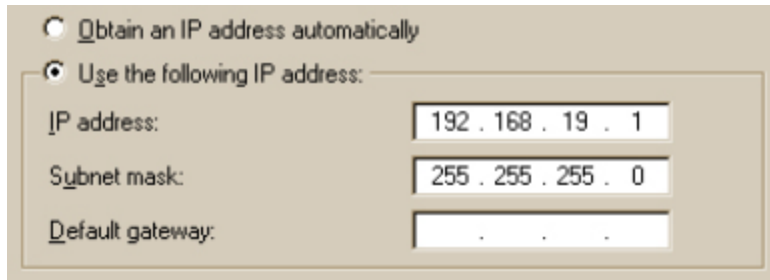 Obtain an IP address automatically
Use the following IP address:
IP address: 192 . 168 . 19 . 1
Subnet mask: 255 . 255 . 255 . 0
Default gateway: . . .